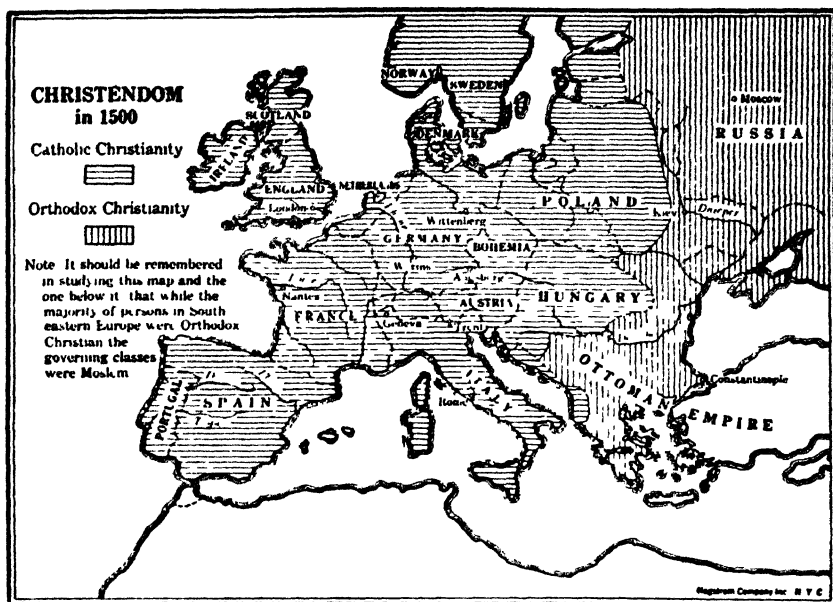 CHRISTENDOM
in 1500
Catholic Christianity
Orthodox Christianity
Note It should be remembered
in studying this map and the
one below it that while the
majority of persons in South
eastern Europe were Orthodox
Christian the
governing classes
were Moslem
NORWAY
SWEDEN
SCOTLAND
DENMARK
IRELAND
ENGLAND
London
NETHERLANDS
Wittenberg
GERMANY
BOHEMIA
POLAND
Moscow
RUSSIA
Kiev
Dnieper
Worms
Augsburg
AUSTRIA
HUNGARY
Nantes
FRANCE
Geneva
Trent
PORTUGAL
SPAIN
ITALY
Rome
OTTOMAN EMPIRE
Constantinople
Hagstrom Company Inc N Y C